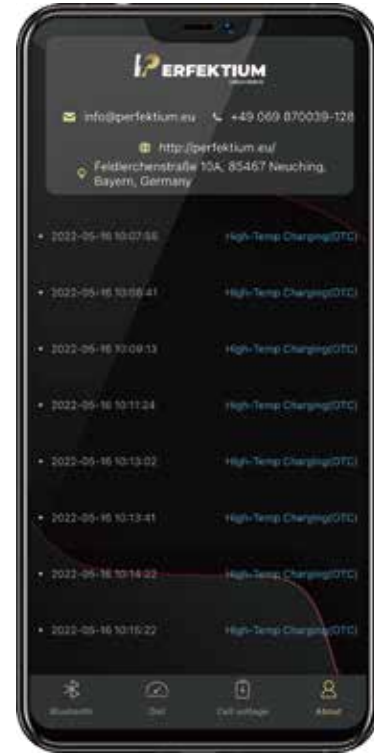 PERFEKTIUM
info@perfektium.eu +49 069 870039-128
http://perfektium.eu/
Feldlerchenstraße 10A, 85467 Neuching,
Bayern, Germany
• 2022-05-16 10:07:56 High-Temp Charging(OTC)
• 2022-05-16 10:08:41 High-Temp Charging(OTC)
• 2022-05-16 10:09:13 High-Temp Charging(OTC)
• 2022-05-16 10:11:24 High-Temp Charging(OTC)
• 2022-05-16 10:13:02 High-Temp Charging(OTC)
• 2022-05-16 10:13:41 High-Temp Charging(OTC)
• 2022-05-16 10:14:32 High-Temp Charging(OTC)
• 2022-05-16 10:15:22 High-Temp Charging(OTC)
Bluetooth Cell voltage About